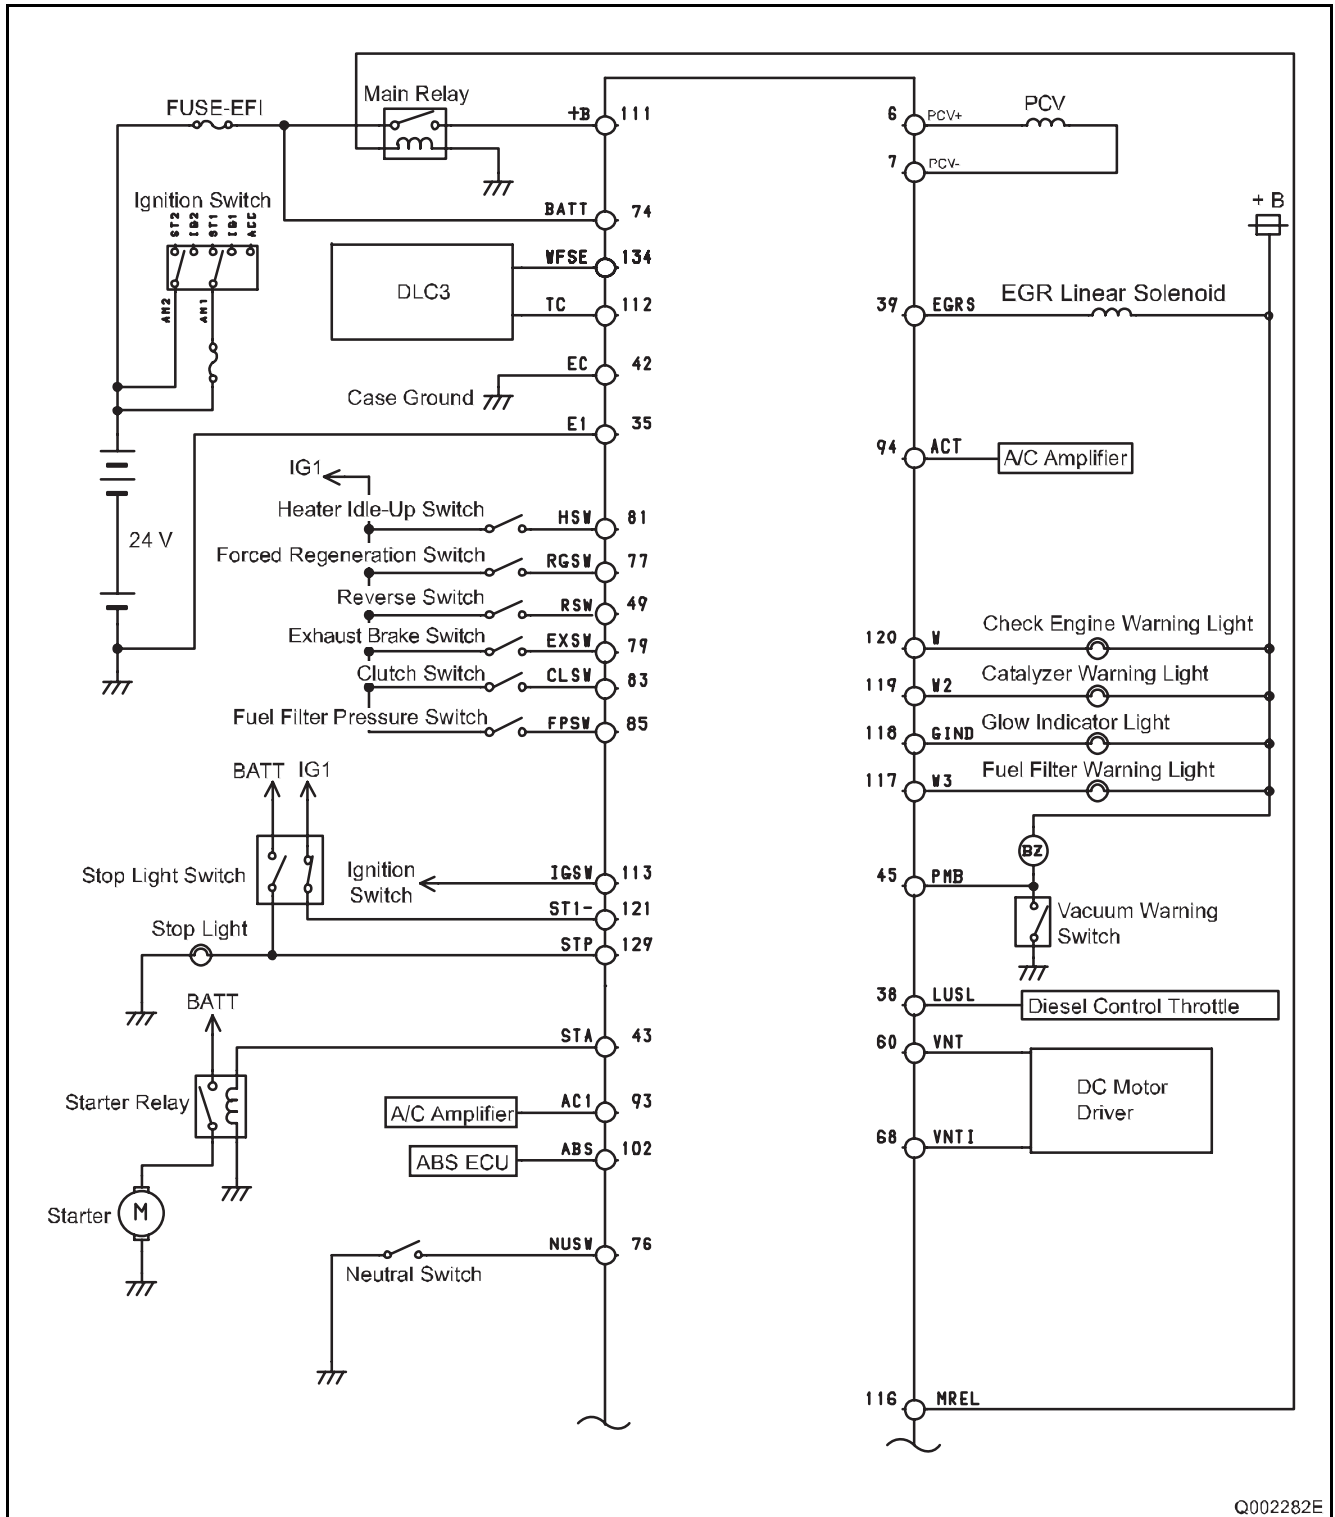 FUSE-EFI
Main Relay
+B 111
Ignition Switch
ST2
IG2
ST1
IG1
ACC
AM2
AM1
BATT 74
DLC3
WFSE 134
TC 112
EC 42
Case Ground
E1 35
24 V
IG1
Heater Idle-Up Switch HSW 81
Forced Regeneration Switch RGSW 77
Reverse Switch RSW 49
Exhaust Brake Switch EXSW 79
Clutch Switch CLSW 83
Fuel Filter Pressure Switch FPSW 85
BATT IG1
Stop Light Switch
Ignition
Switch
IGSW 113
ST1- 121
Stop Light
STP 129
BATT
STA 43
Starter Relay
A/C Amplifier AC1 93
ABS ECU ABS 102
Starter M
NUSW 76
Neutral Switch
6 PCV+ PCV
7 PCV-
+ B
39 EGRS EGR Linear Solenoid
94 ACT A/C Amplifier
120 W Check Engine Warning Light
119 W2 Catalyzer Warning Light
118 GIND Glow Indicator Light
117 W3 Fuel Filter Warning Light
BZ
45 PMB
Vacuum Warning
Switch
38 LUSL Diesel Control Throttle
60 VNT
DC Motor
Driver
68 VNTI
116 MREL
Q002282E